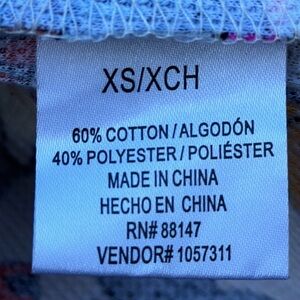 XS/XCH
60% COTTON / ALGODÓN
40% POLYESTER / POLIÉSTER
MADE IN CHINA
HECHO EN CHINA
RN# 88147
VENDOR# 1057311